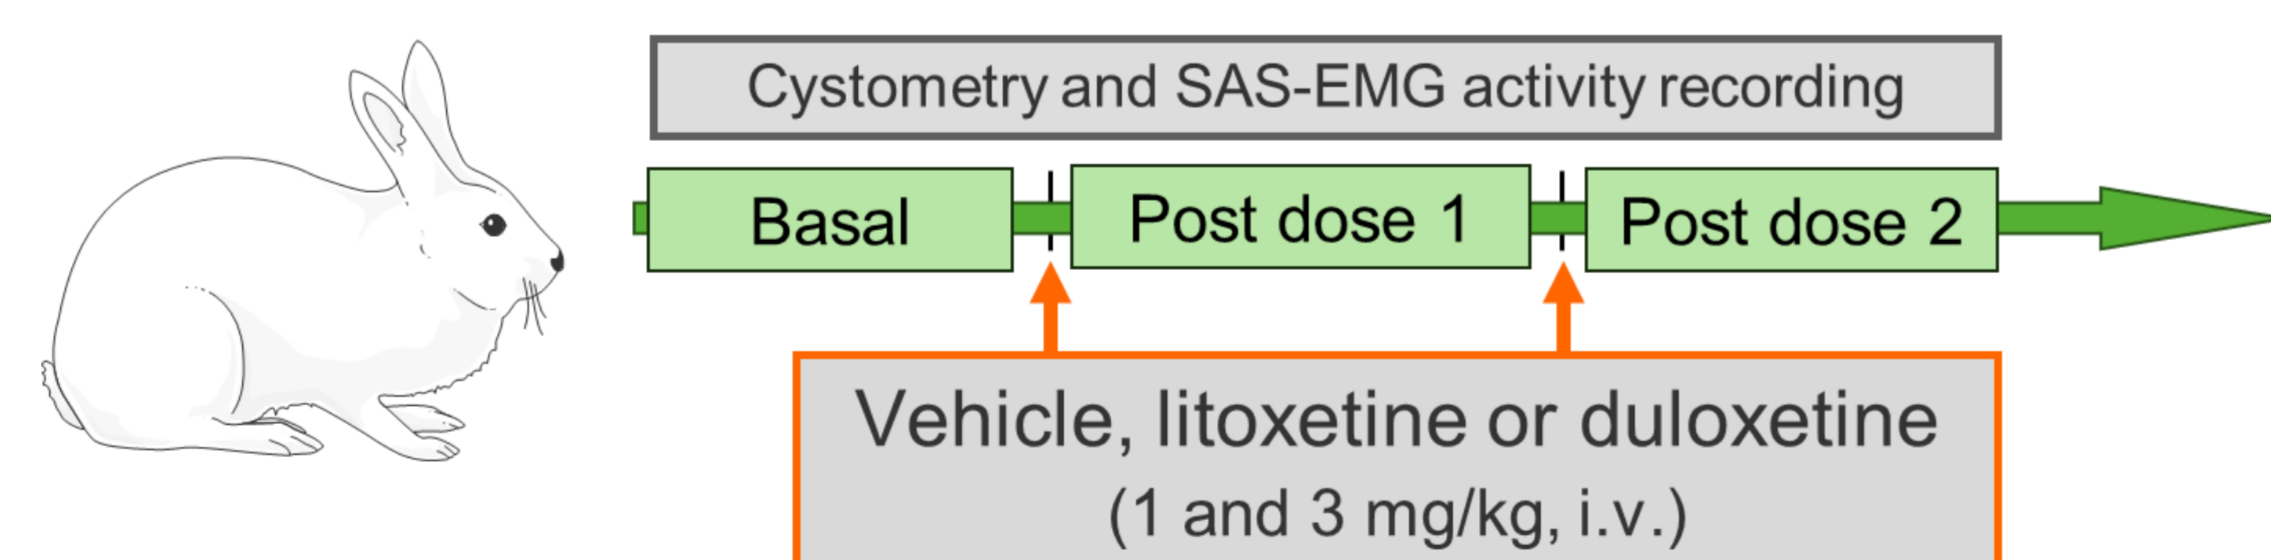 Cystometry and SAS-EMG activity recording
Basal
Post dose 1
Post dose 2
Vehicle, litoxetine or duloxetine
(1 and 3 mg/kg, i.v.)